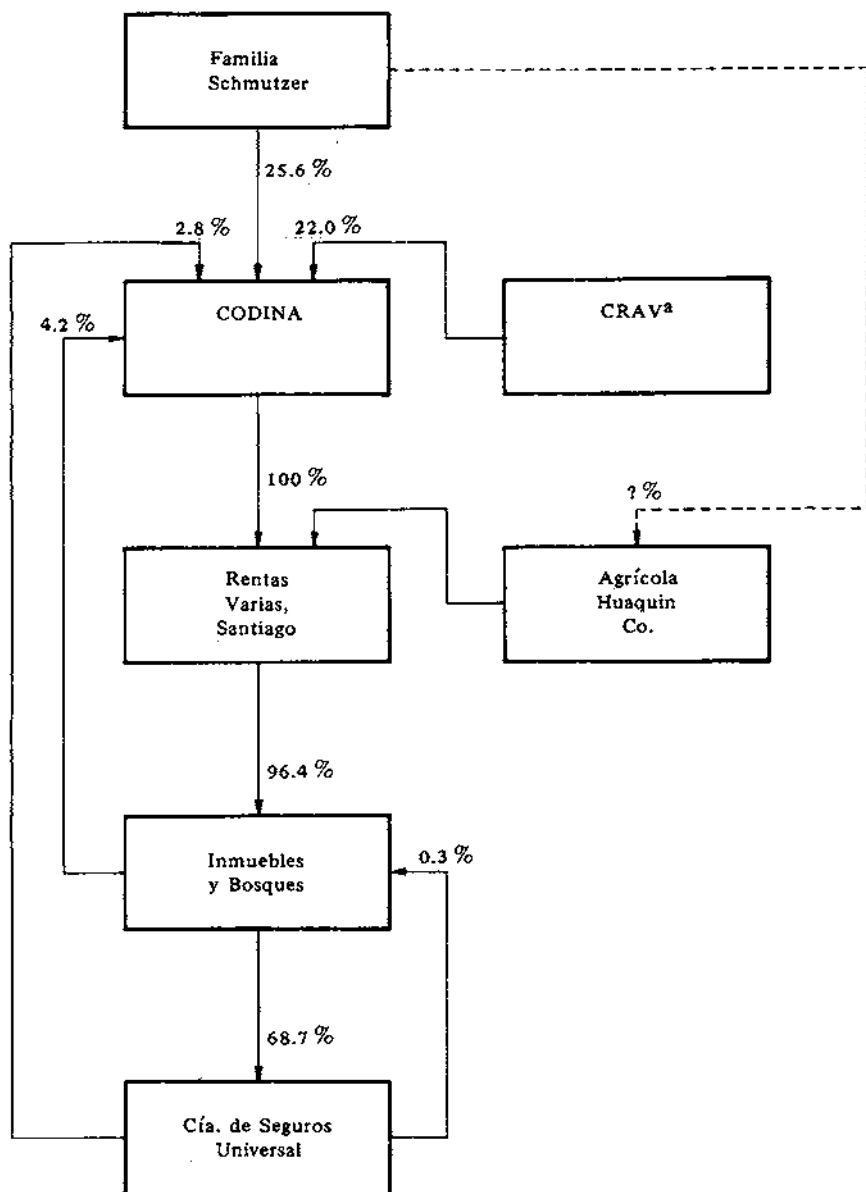 Familia
Schmutzer
25.6 %
2.8 %
22.0 %
CODINA
CRAVª
4.2 %
100 %
? %
Rentas
Varias,
Santiago
Agrícola
Huaquin
Co.
96.4 %
Inmuebles
y Bosques
0.3 %
68.7 %
Cía. de Seguros
Universal